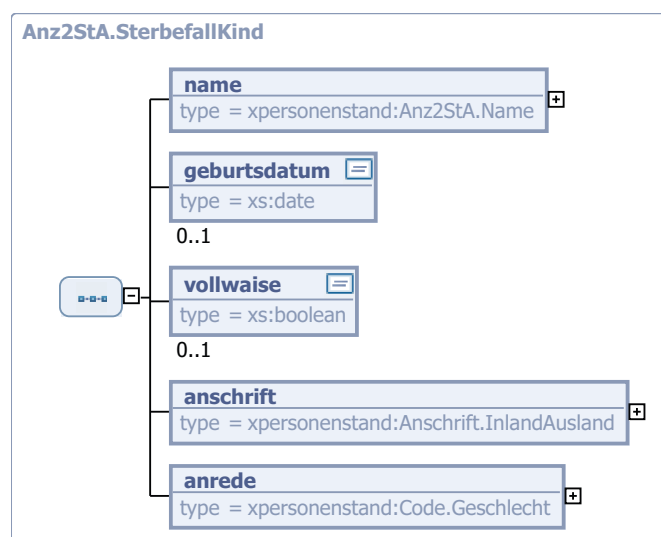 Anz2StA.SterbefallKind
name
type = xpersonenstand:Anz2StA.Name
geburtsdatum
type = xs:date
0..1
vollwaise
type = xs:boolean
0..1
anschrift
type = xpersonenstand:Anschrift.InlandAusland
anrede
type = xpersonenstand:Code.Geschlecht